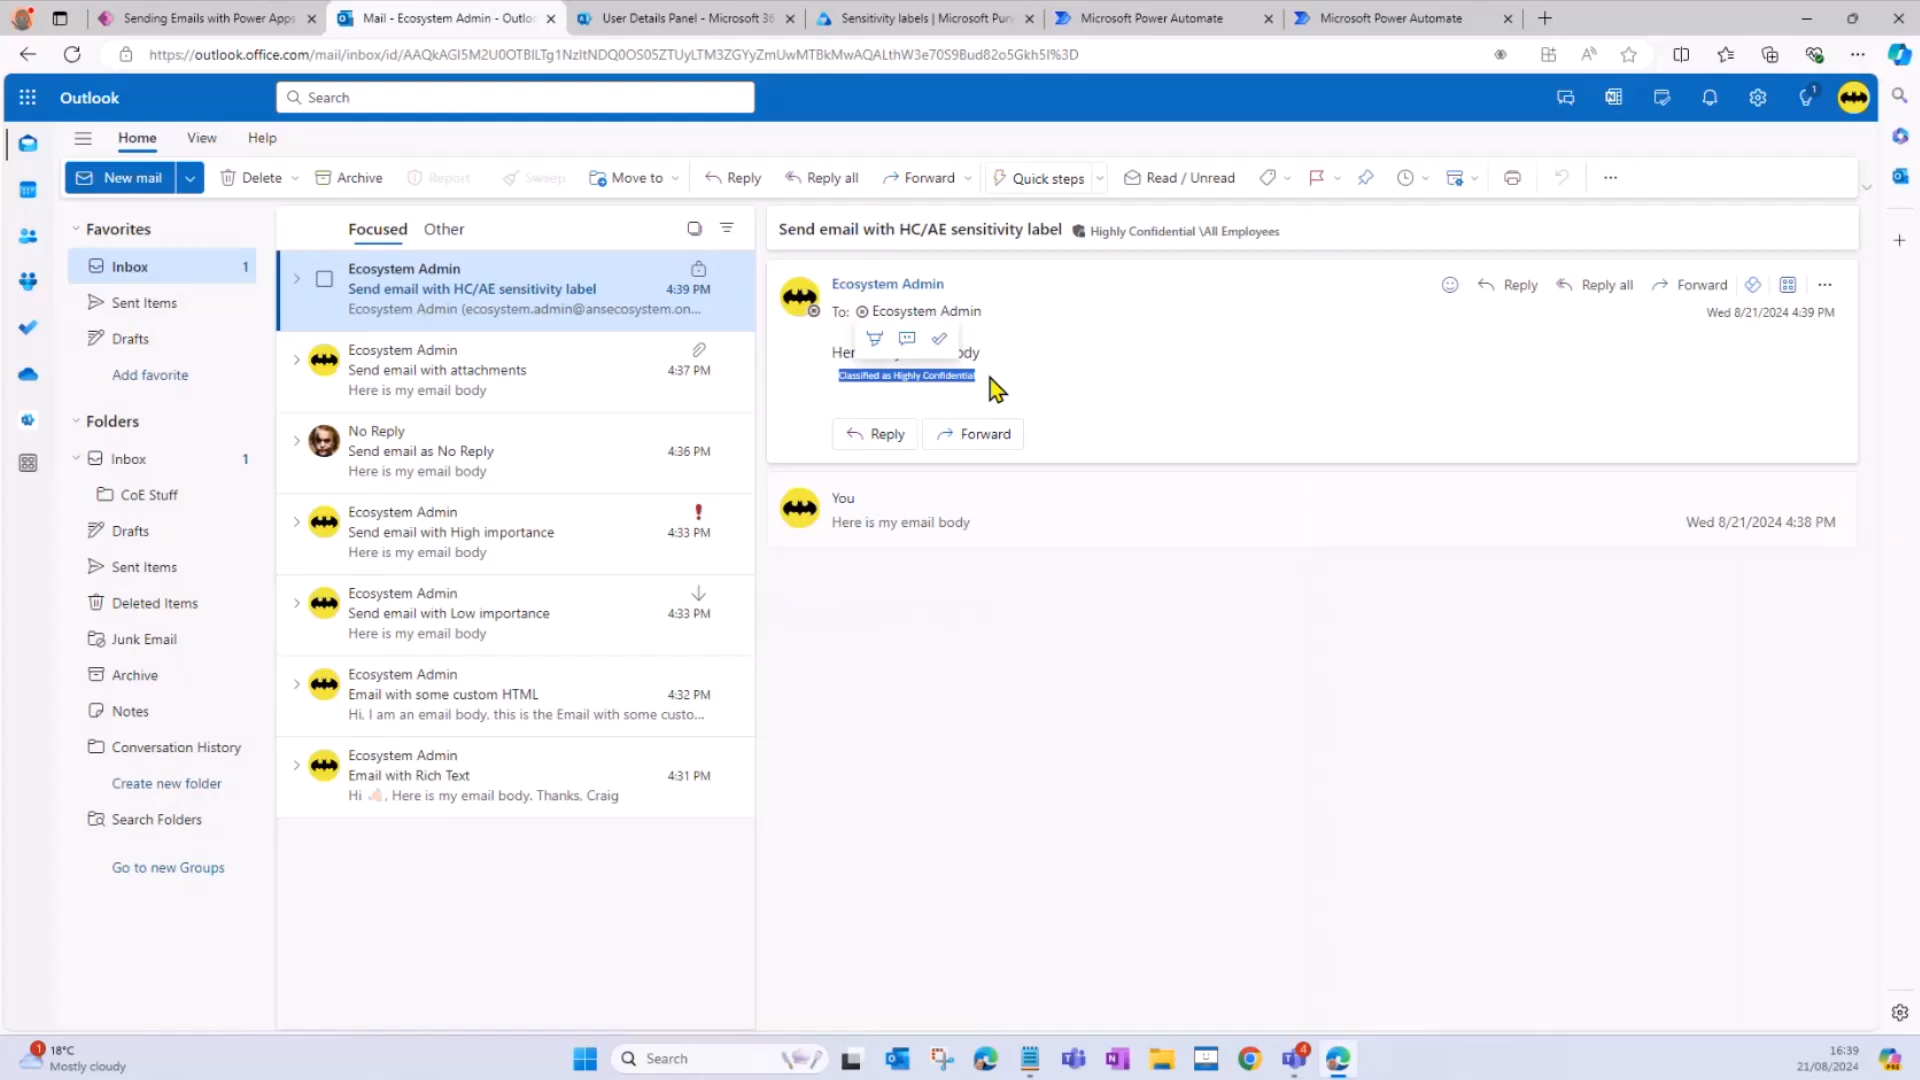 Sending Emails with Power Apps
Mail - Ecosystem Admin - Outlo
User Details Panel - Microsoft 36
Sensitivity labels | Microsoft Pur
Microsoft Power Automate
Microsoft Power Automate
Outlook
Search
1
Home
View
Help
New mail
Delete
Archive
Report
Sweep
Move to
Reply
Reply all
Forward
Quick steps
Read / Unread
Favorites
Inbox 1
Sent Items
Drafts
Add favorite
Folders
Inbox 1
CoE Stuff
Drafts
Sent Items
Deleted Items
Junk Email
Archive
Notes
Conversation History
Create new folder
Search Folders
Go to new Groups
Focused Other
Ecosystem Admin
Send email with HC/AE sensitivity label 4:39 PM
Ecosystem Admin (ecosystem.admin@ansecosystem.on...
Ecosystem Admin
Send email with attachments 4:37 PM
Here is my email body
No Reply
Send email as No Reply 4:36 PM
Here is my email body
Ecosystem Admin
Send email with High importance 4:33 PM
Here is my email body
Ecosystem Admin
Send email with Low importance 4:33 PM
Here is my email body
Ecosystem Admin
Email with some custom HTML 4:32 PM
Hi. I am an email body. this is the Email with some custo...
Ecosystem Admin
Email with Rich Text 4:31 PM
Hi 👋🏻, Here is my email body. Thanks, Craig
Send email with HC/AE sensitivity label Highly Confidential \All Employees
Ecosystem Admin
Reply Reply all Forward
To: Ecosystem Admin
Wed 8/21/2024 4:39 PM
Her ody
Classified as Highly Confidential
Reply Forward
You
Here is my email body
Wed 8/21/2024 4:38 PM
1
18°C
Mostly cloudy
Search
4
16:39
21/08/2024
PRE